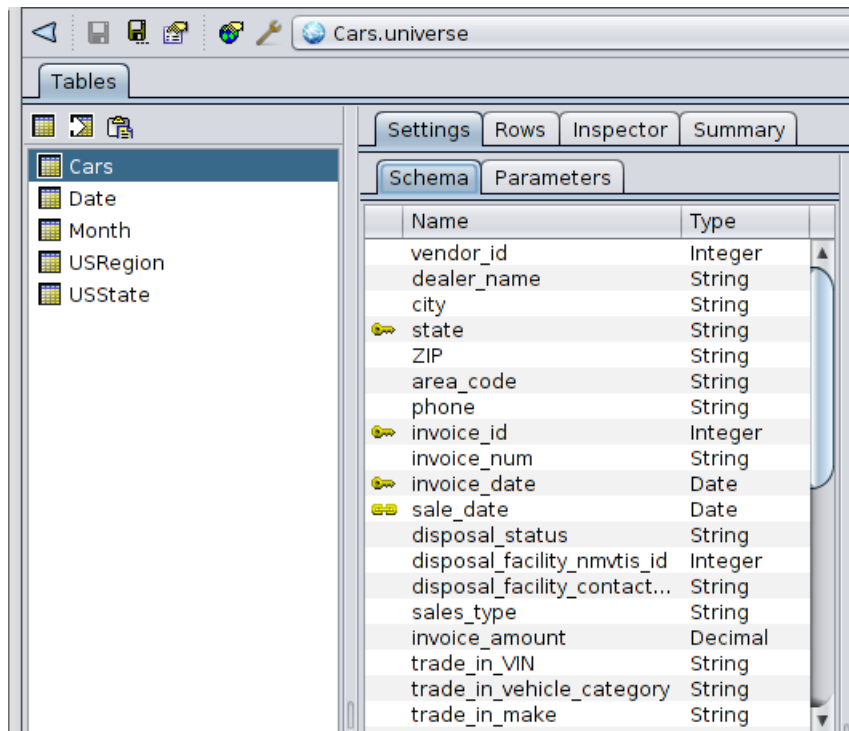 Cars.universe
Tables
Settings Rows Inspector Summary
Cars
Date
Month
USRegion
USState
Schema Parameters
Name Type
vendor_id Integer
dealer_name String
city String
state String
ZIP String
area_code String
phone String
invoice_id Integer
invoice_num String
invoice_date Date
sale_date Date
disposal_status String
disposal_facility_nmvtis_id Integer
disposal_facility_contact... String
sales_type String
invoice_amount Decimal
trade_in_VIN String
trade_in_vehicle_category String
trade_in_make String